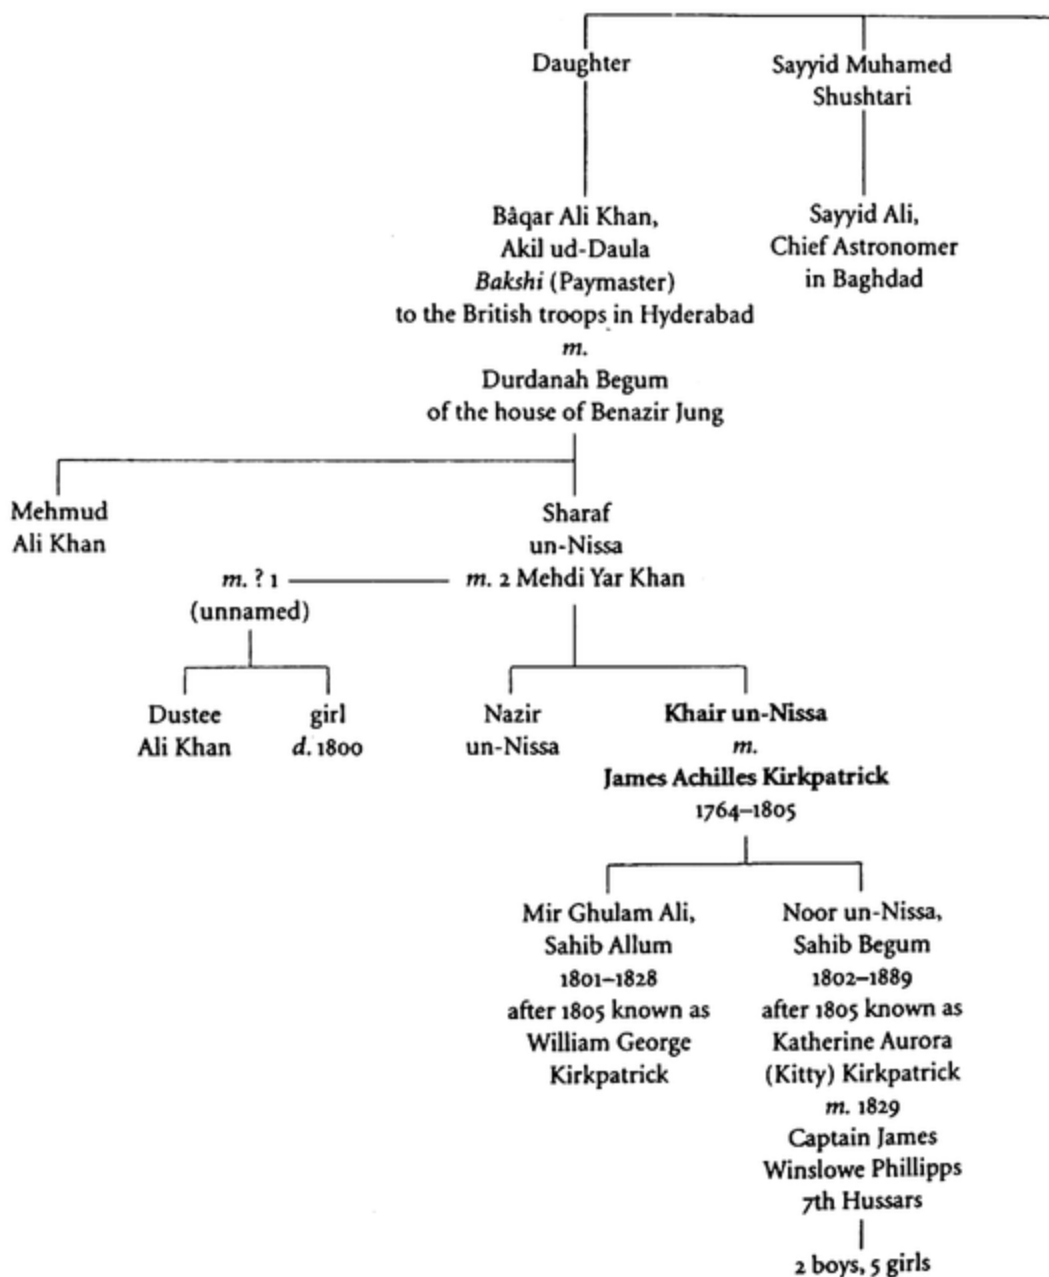 Daughter
Sayyid Muhamed
Shushtari
Bâqar Ali Khan,
Akil ud-Daula
Bakshi (Paymaster)
to the British troops in Hyderabad
m.
Durdanah Begum
of the house of Benazir Jung
Sayyid Ali,
Chief Astronomer
in Baghdad
Mehmud
Ali Khan
Sharaf
un-Nissa
m. ? 1
(unnamed)
m. 2 Mehdi Yar Khan
Dustee
Ali Khan
girl
d. 1800
Nazir
un-Nissa
Khair un-Nissa
m.
James Achilles Kirkpatrick
1764–1805
Mir Ghulam Ali,
Sahib Allum
1801–1828
after 1805 known as
William George
Kirkpatrick
Noor un-Nissa,
Sahib Begum
1802–1889
after 1805 known as
Katherine Aurora
(Kitty) Kirkpatrick
m. 1829
Captain James
Winslowe Phillipps
7th Hussars
2 boys, 5 girls